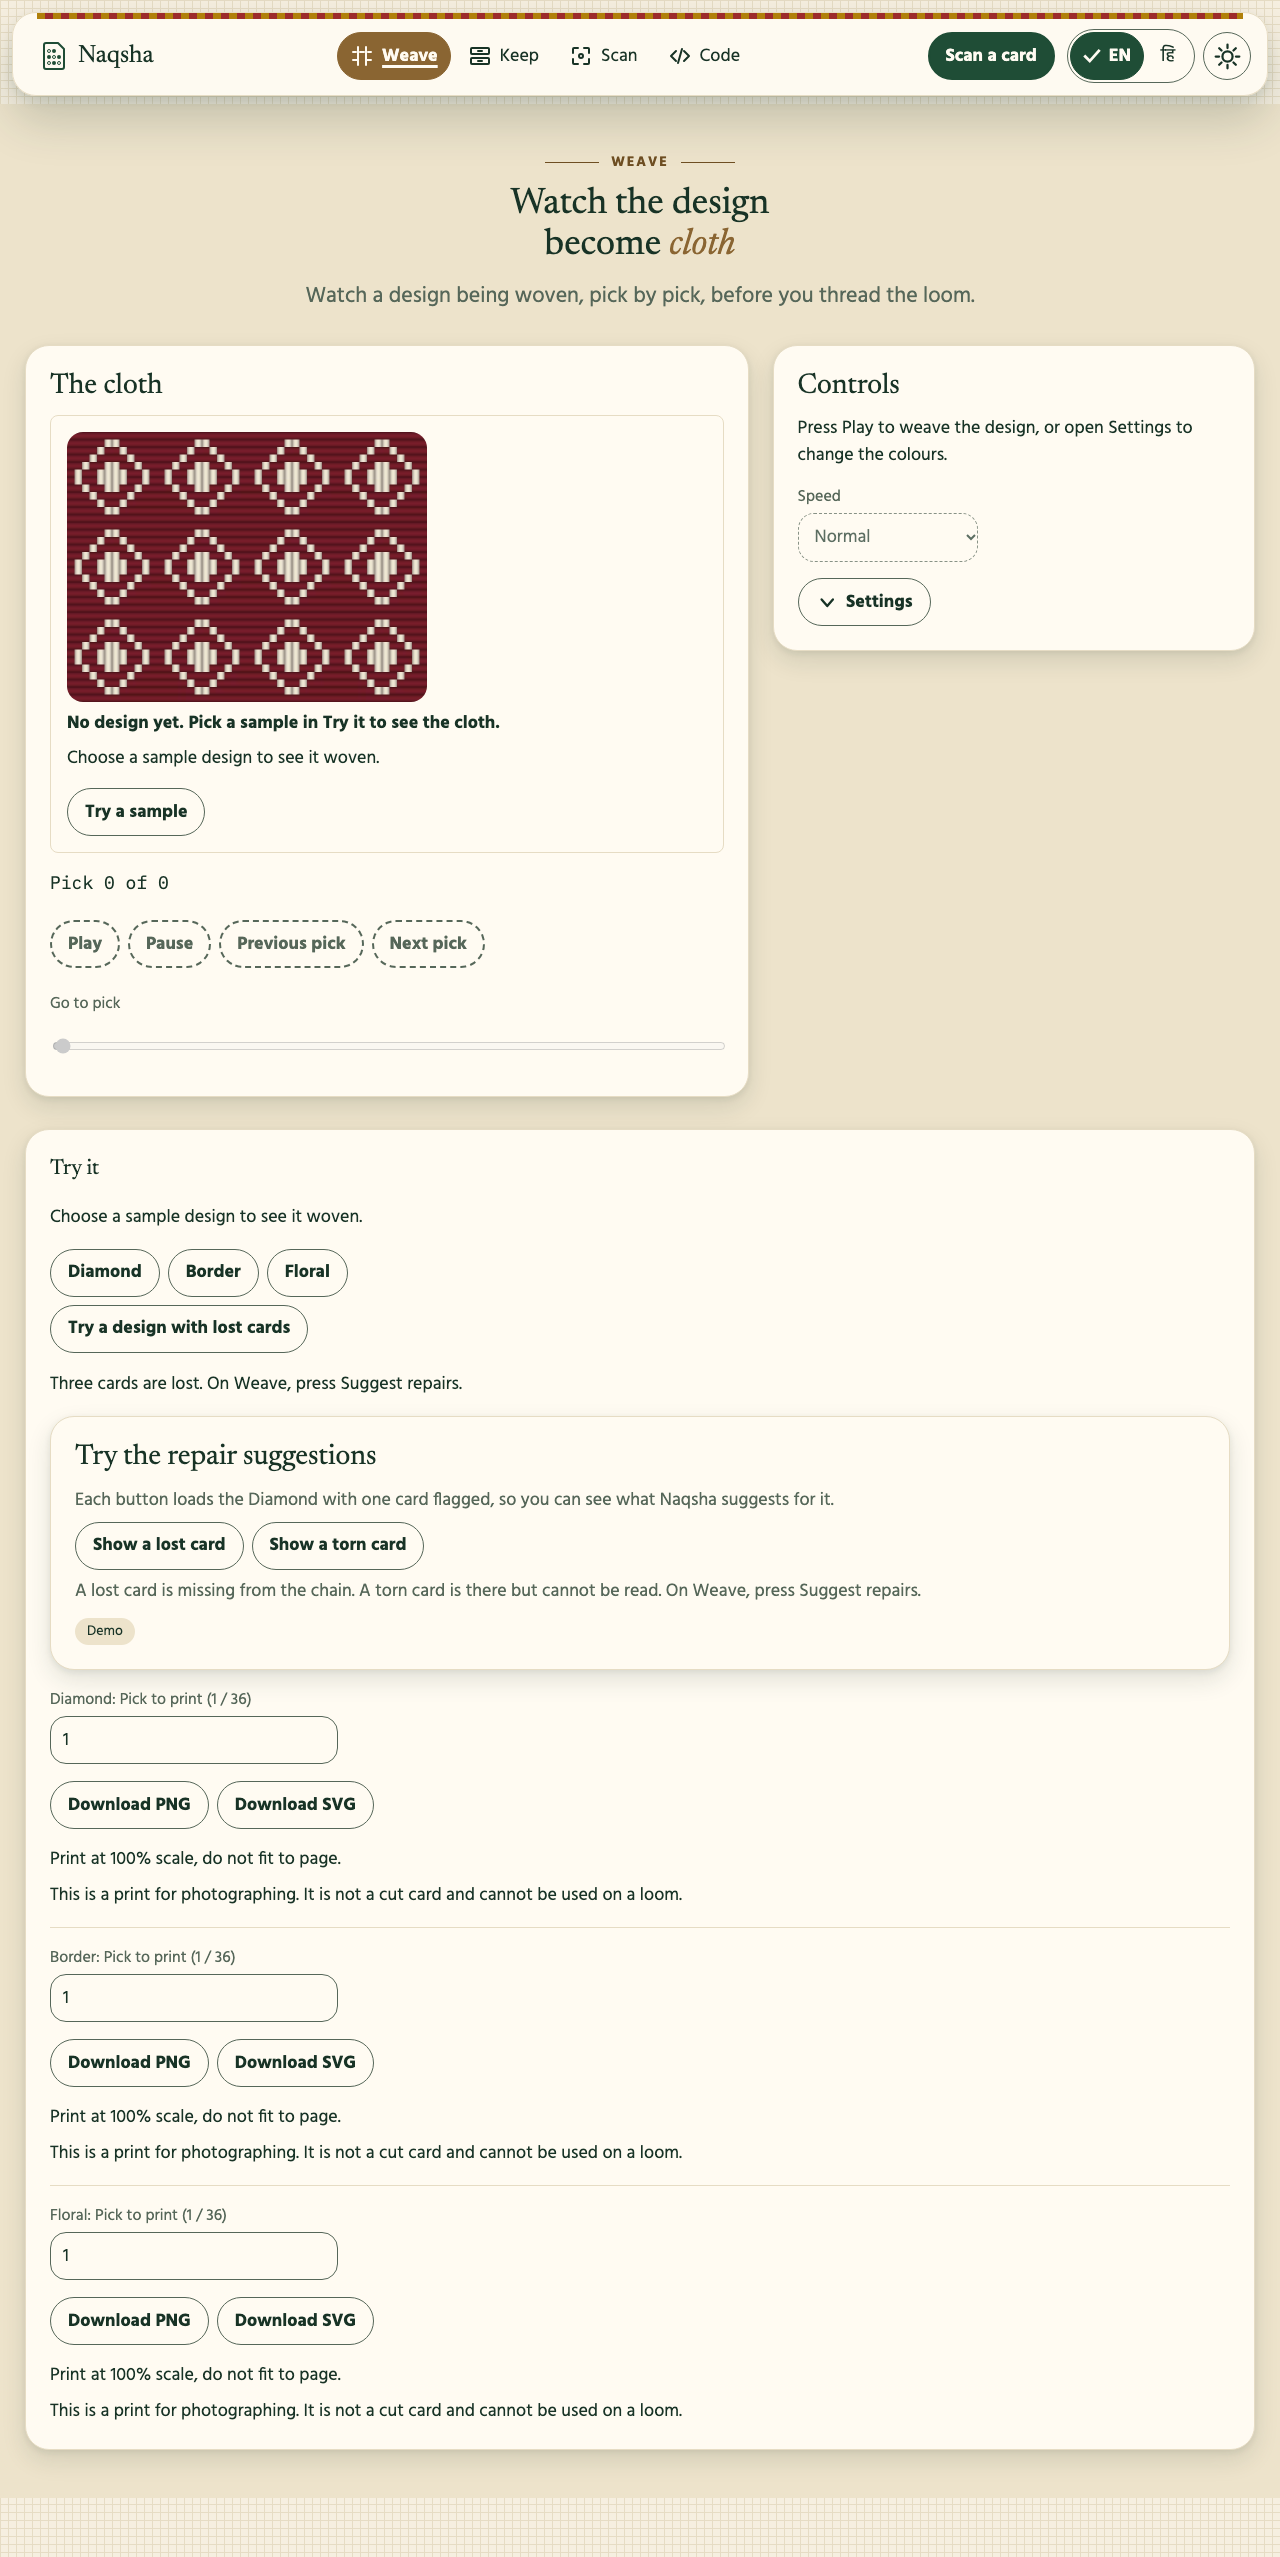 Naqsha
Weave
Keep
Scan
Code
Scan a card
EN
हि
WEAVE
Watch the design
become cloth
Watch a design being woven, pick by pick, before you thread the loom.
The cloth
No design yet. Pick a sample in Try it to see the cloth.
Choose a sample design to see it woven.
Try a sample
Pick 0 of 0
Play
Pause
Previous pick
Next pick
Go to pick
Controls
Press Play to weave the design, or open Settings to
change the colours.
Speed
Normal
Settings
Try it
Choose a sample design to see it woven.
Diamond
Border
Floral
Try a design with lost cards
Three cards are lost. On Weave, press Suggest repairs.
Try the repair suggestions
Each button loads the Diamond with one card flagged, so you can see what Naqsha suggests for it.
Show a lost card
Show a torn card
A lost card is missing from the chain. A torn card is there but cannot be read. On Weave, press Suggest repairs.
Demo
Diamond: Pick to print (1 / 36)
1
Download PNG
Download SVG
Print at 100% scale, do not fit to page.
This is a print for photographing. It is not a cut card and cannot be used on a loom.
Border: Pick to print (1 / 36)
1
Download PNG
Download SVG
Print at 100% scale, do not fit to page.
This is a print for photographing. It is not a cut card and cannot be used on a loom.
Floral: Pick to print (1 / 36)
1
Download PNG
Download SVG
Print at 100% scale, do not fit to page.
This is a print for photographing. It is not a cut card and cannot be used on a loom.